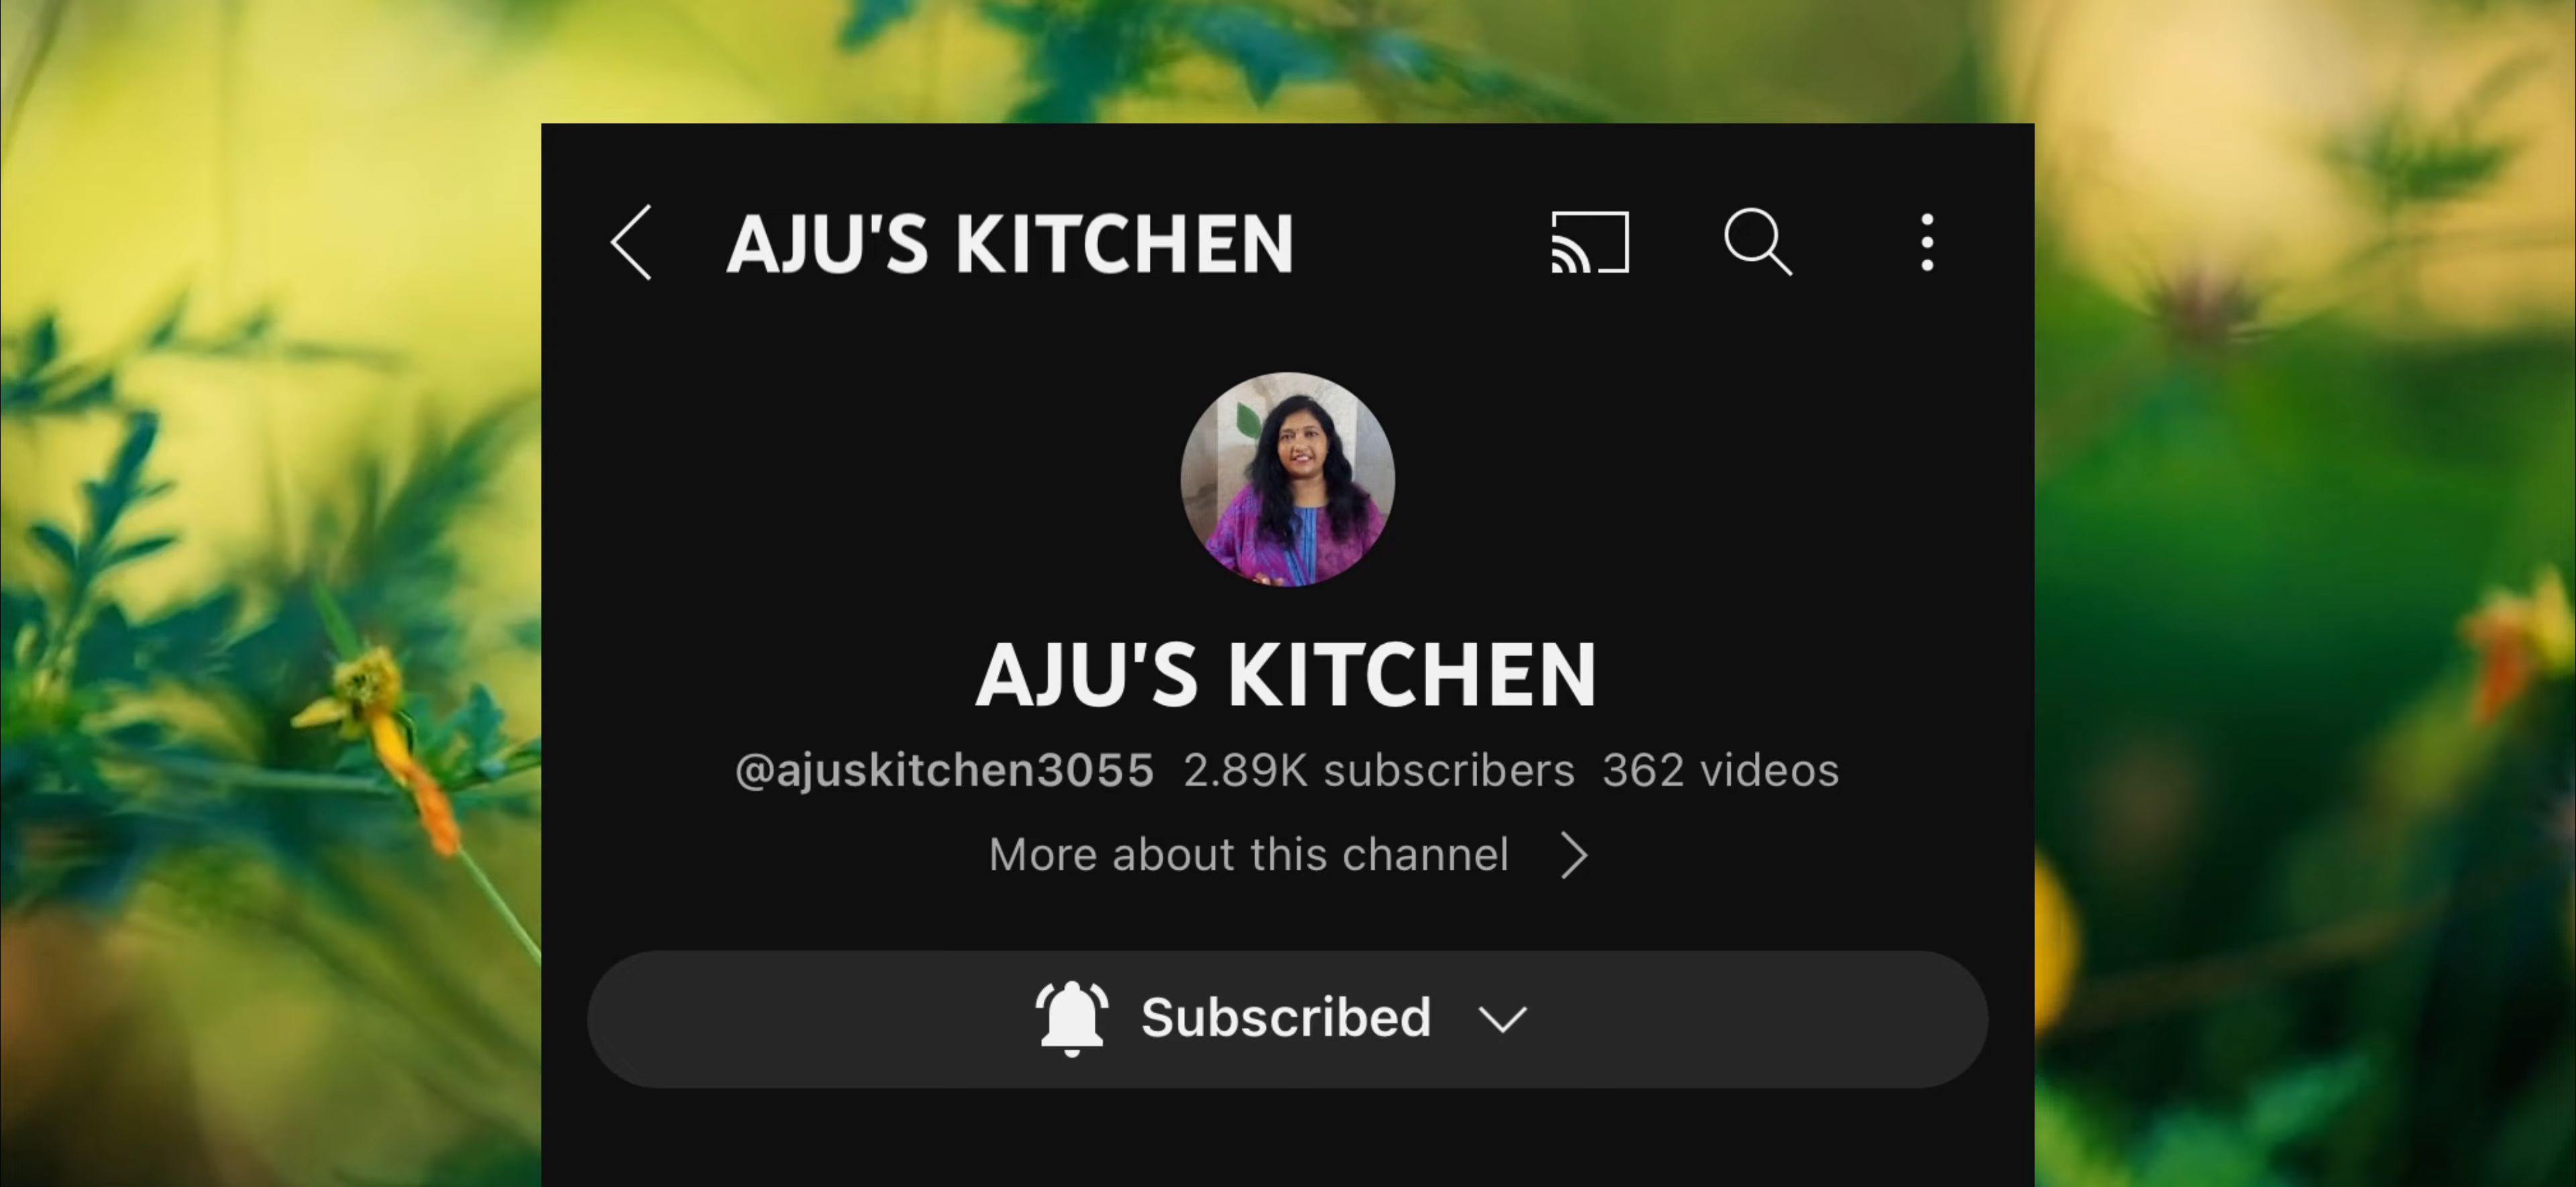 AJU'S KITCHEN
AJU'S KITCHEN
@ajuskitchen3055 2.89K subscribers 362 videos
More about this channel
Subscribed